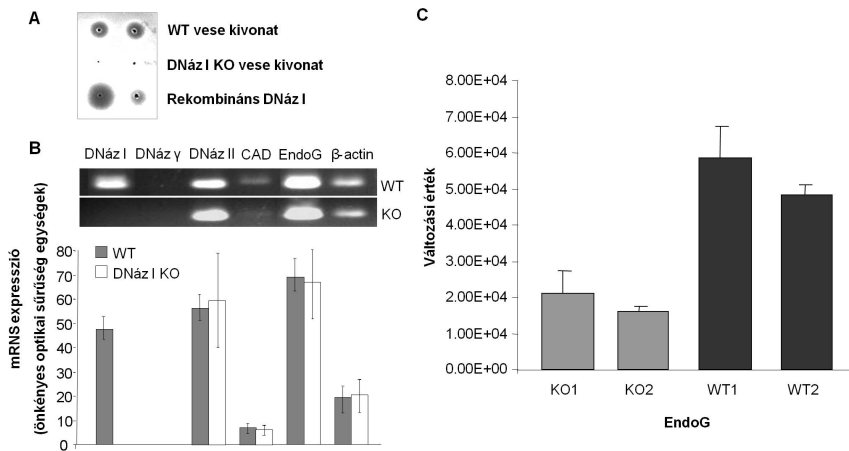 A
WT vese kivonat
DNáz I KO vese kivonat
Rekombináns DNáz I
B
DNáz I DNáz γ DNáz II CAD EndoG β-actin
WT
KO
mRNS expresszió
(önkényes optikai sűrűség egységek)
WT
DNáz I KO
80
70
60
50
40
30
20
10
0
C
Változási érték
8.00E+04
7.00E+04
6.00E+04
5.00E+04
4.00E+04
3.00E+04
2.00E+04
1.00E+04
0.00E+00
KO1 KO2 WT1 WT2
EndoG